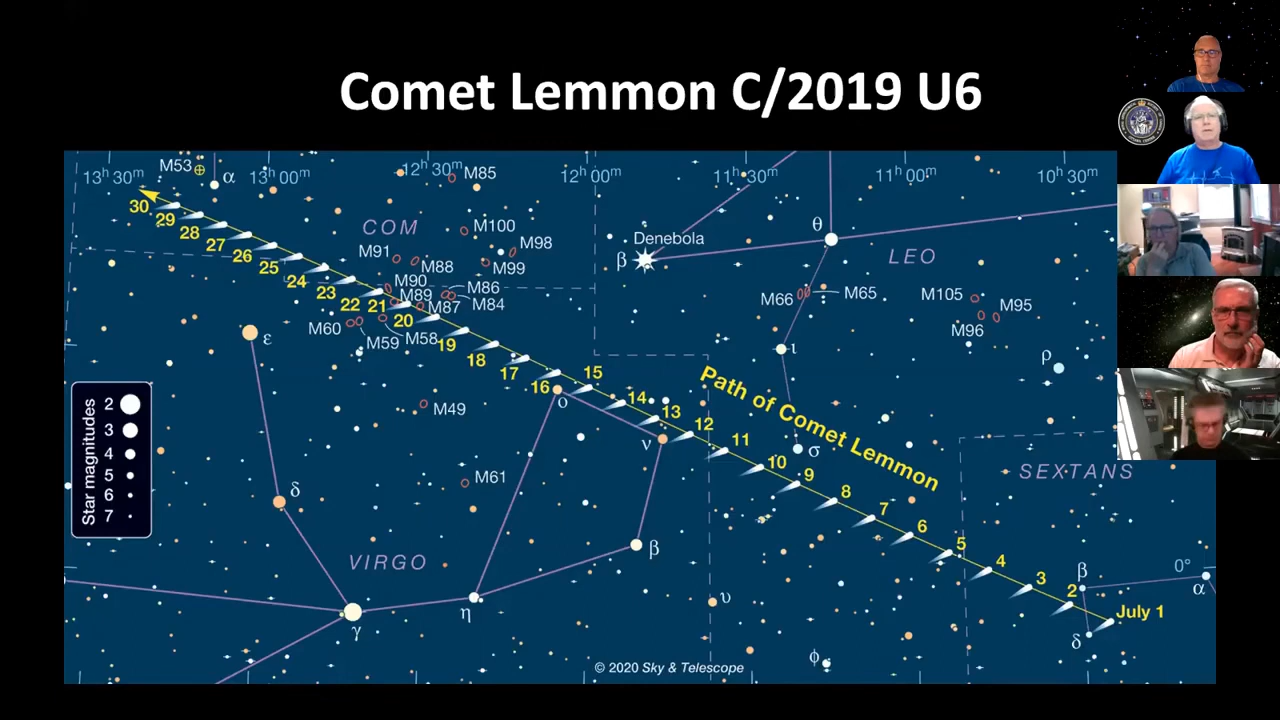 Comet Lemmon C/2019 U6
13h 30m
M53
α
13h 00m
12h 30m
M85
12h 00m
11h 30m
11h 00m
10h 30m
30
29
28
27
26
25
24
23
22
21
20
19
18
17
16
15
14
13
12
11
10
9
8
7
6
5
4
3
2
July 1
COM
M100
M98
M99
M91
M88
M90
M89
M86
M84
M87
M60
M59
M58
Denebola
β
θ
LEO
M66
M65
M105
M95
M96
ι
ρ
ε
M49
ο
ν
Path of Comet Lemmon
σ
SEXTANS
Star magnitudes
2
3
4
5
6
7
M61
δ
VIRGO
β
η
γ
υ
β
0°
α
δ
ϕ
© 2020 Sky & Telescope